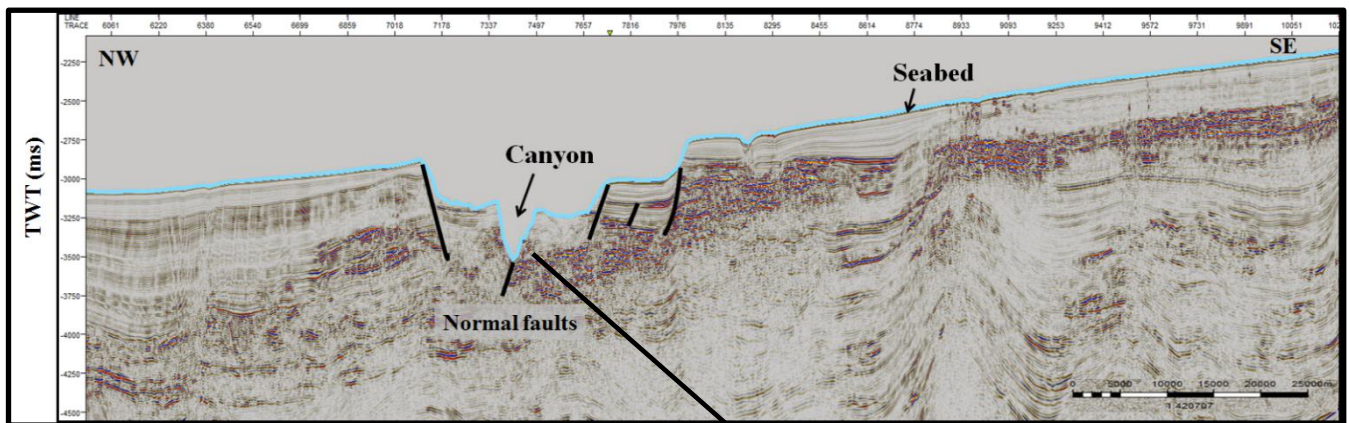 LINE
TRACE 6061 6220 6380 6540 6699 6859 7018 7178 7337 7497 7657 7816 7976 8135 8295 8455 8614 8774 8933 9093 9253 9412 9572 9731 9891 10051
NW
SE
-2250
Seabed
-2500
-2750
Canyon
-3000
TWT (ms)
-3250
-3500
-3750
Normal faults
-4000
-4250
0 5000 10000 15000 20000 25000m
-4500
1:420797